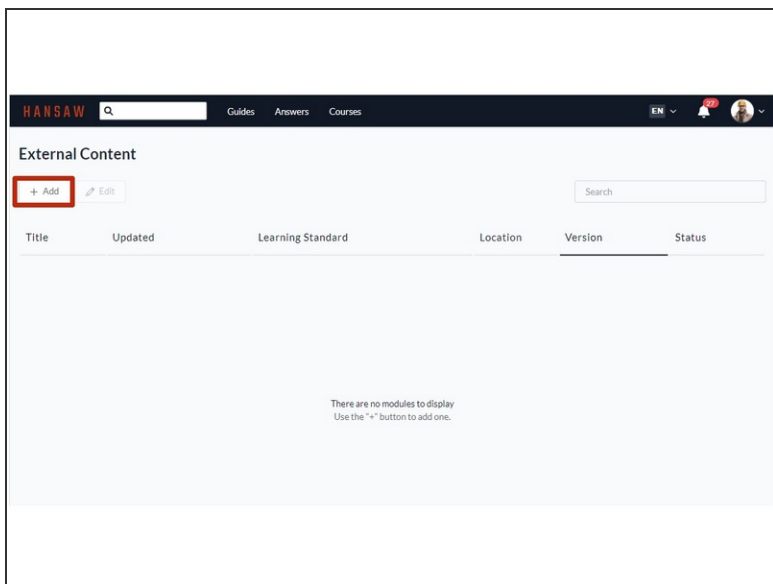 HANSAW Guides Answers Courses EN 27
External Content
+ Add Edit Search
Title Updated Learning Standard Location Version Status
There are no modules to display
Use the "+" button to add one.